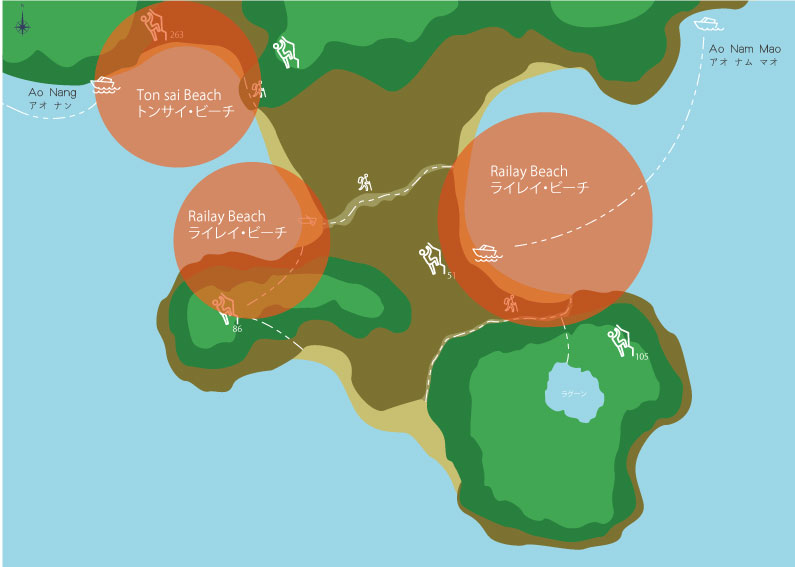 N
263
Ao Nang
アオ ナン
Ton sai Beach
トンサイ・ビーチ
Ao Nam Mao
アオ ナム マオ
Railay Beach
ライレイ・ビーチ
Railay Beach
ライレイ・ビーチ
51
86
105
ラグーン